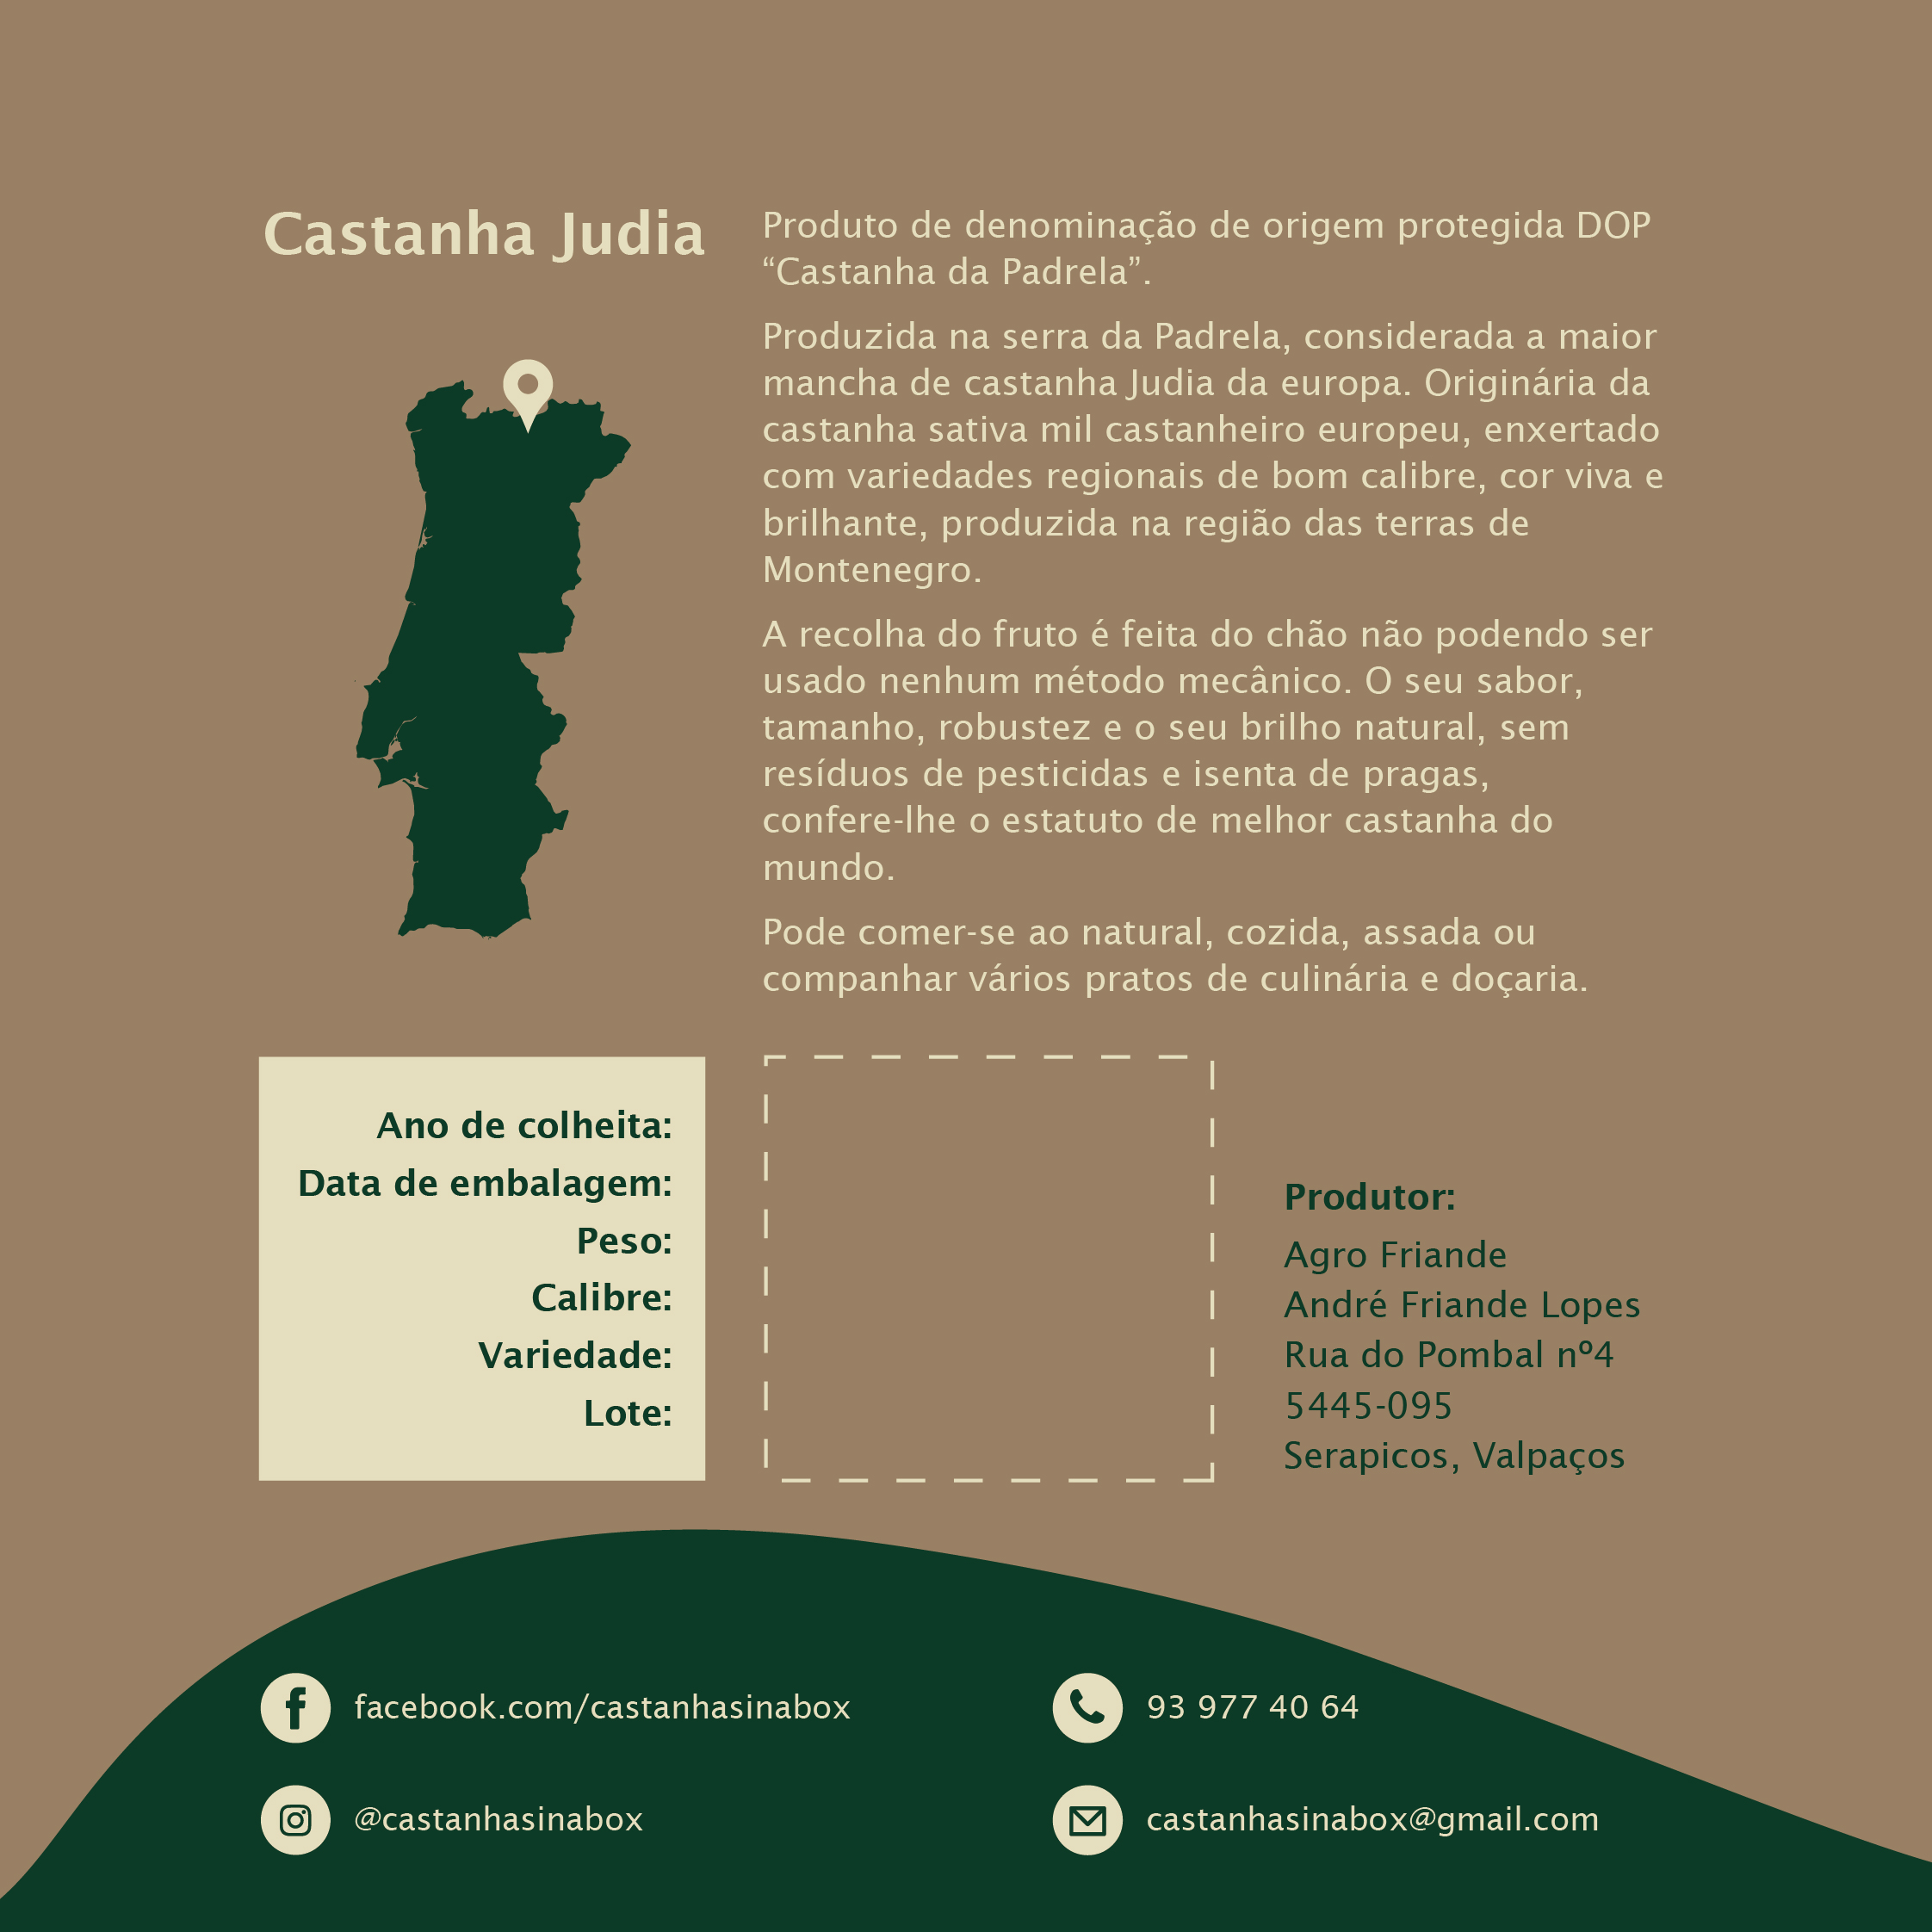 Castanha Judia
Produto de denominação de origem protegida DOP
“Castanha da Padrela”.
Produzida na serra da Padrela, considerada a maior
mancha de castanha Judia da europa. Originária da
castanha sativa mil castanheiro europeu, enxertado
com variedades regionais de bom calibre, cor viva e
brilhante, produzida na região das terras de
Montenegro.
A recolha do fruto é feita do chão não podendo ser
usado nenhum método mecânico. O seu sabor,
tamanho, robustez e o seu brilho natural, sem
resíduos de pesticidas e isenta de pragas,
confere-lhe o estatuto de melhor castanha do
mundo.
Pode comer-se ao natural, cozida, assada ou
companhar vários pratos de culinária e doçaria.
Ano de colheita:
Data de embalagem:
Peso:
Calibre:
Variedade:
Lote:
Produtor:
Agro Friande
André Friande Lopes
Rua do Pombal nº4
5445-095
Serapicos, Valpaços
facebook.com/castanhasinabox
93 977 40 64
@castanhasinabox
castanhasinabox@gmail.com